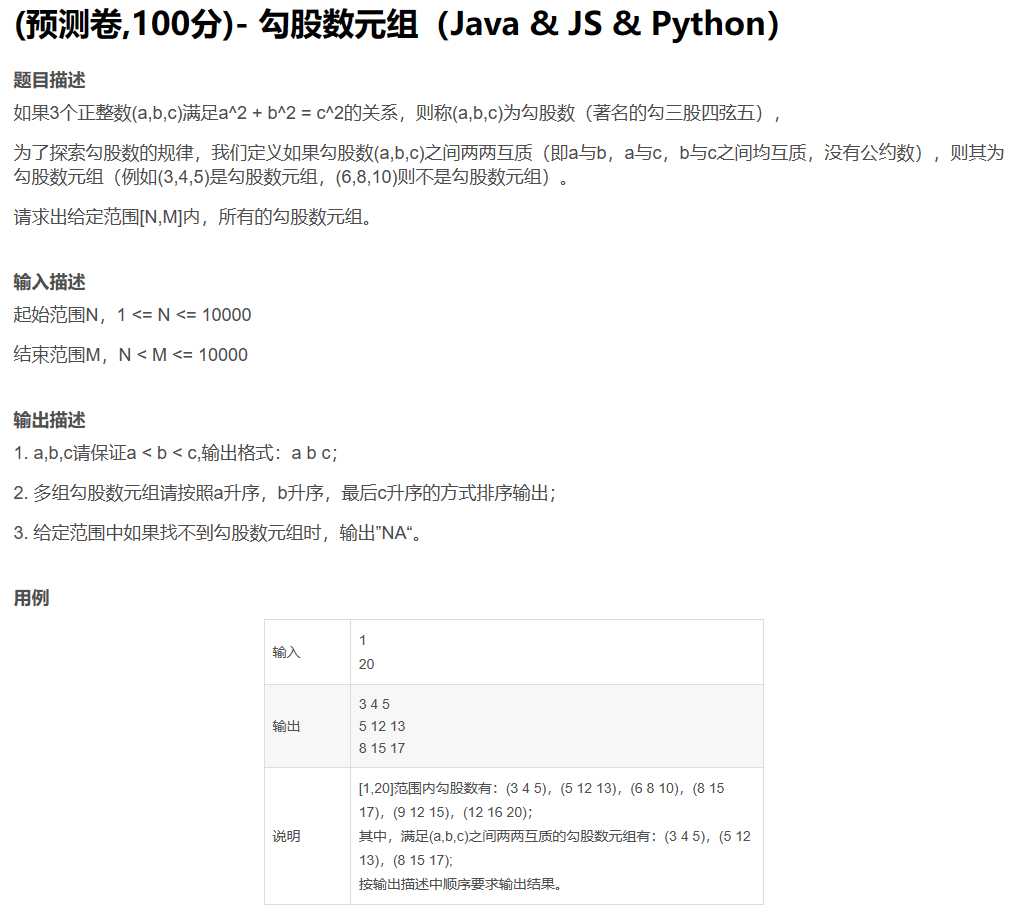 (预测卷,100分)- 勾股数元组（Java & JS & Python）
题目描述
如果3个正整数(a,b,c)满足a^2 + b^2 = c^2的关系，则称(a,b,c)为勾股数（著名的勾三股四弦五），
为了探索勾股数的规律，我们定义如果勾股数(a,b,c)之间两两互质（即a与b，a与c，b与c之间均互质，没有公约数），则其为
勾股数元组（例如(3,4,5)是勾股数元组，(6,8,10)则不是勾股数元组）。
请求出给定范围[N,M]内，所有的勾股数元组。
输入描述
起始范围N，1 <= N <= 10000
结束范围M，N < M <= 10000
输出描述
1. a,b,c请保证a < b < c,输出格式：a b c；
2. 多组勾股数元组请按照a升序，b升序，最后c升序的方式排序输出；
3. 给定范围中如果找不到勾股数元组时，输出”NA“。
用例
输入
1
20
输出
3 4 5
5 12 13
8 15 17
说明
[1,20]范围内勾股数有：(3 4 5)，(5 12 13)，(6 8 10)，(8 15
17)，(9 12 15)，(12 16 20)；
其中，满足(a,b,c)之间两两互质的勾股数元组有：(3 4 5)，(5 12
13)，(8 15 17);
按输出描述中顺序要求输出结果。